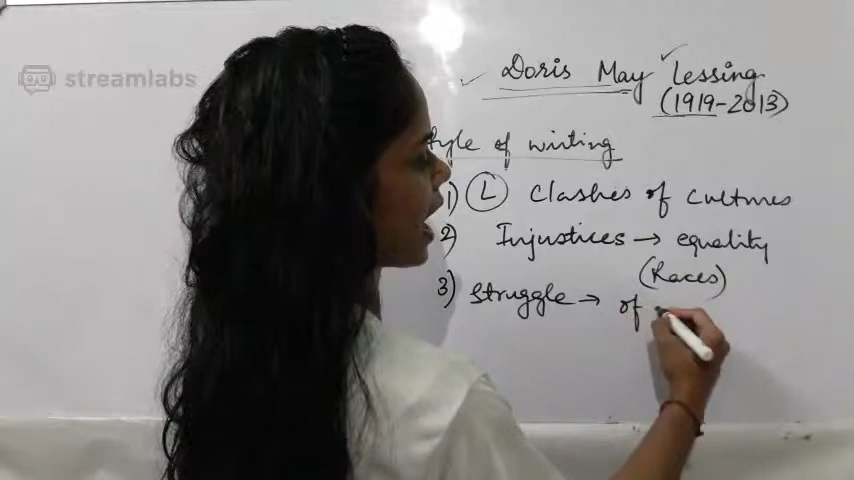 streamlabs
Doris May Lessing
(1919-2013)
Style of writing
1) L Clashes of cultures
2) Injustices → equality
(Races)
3) Struggle → of